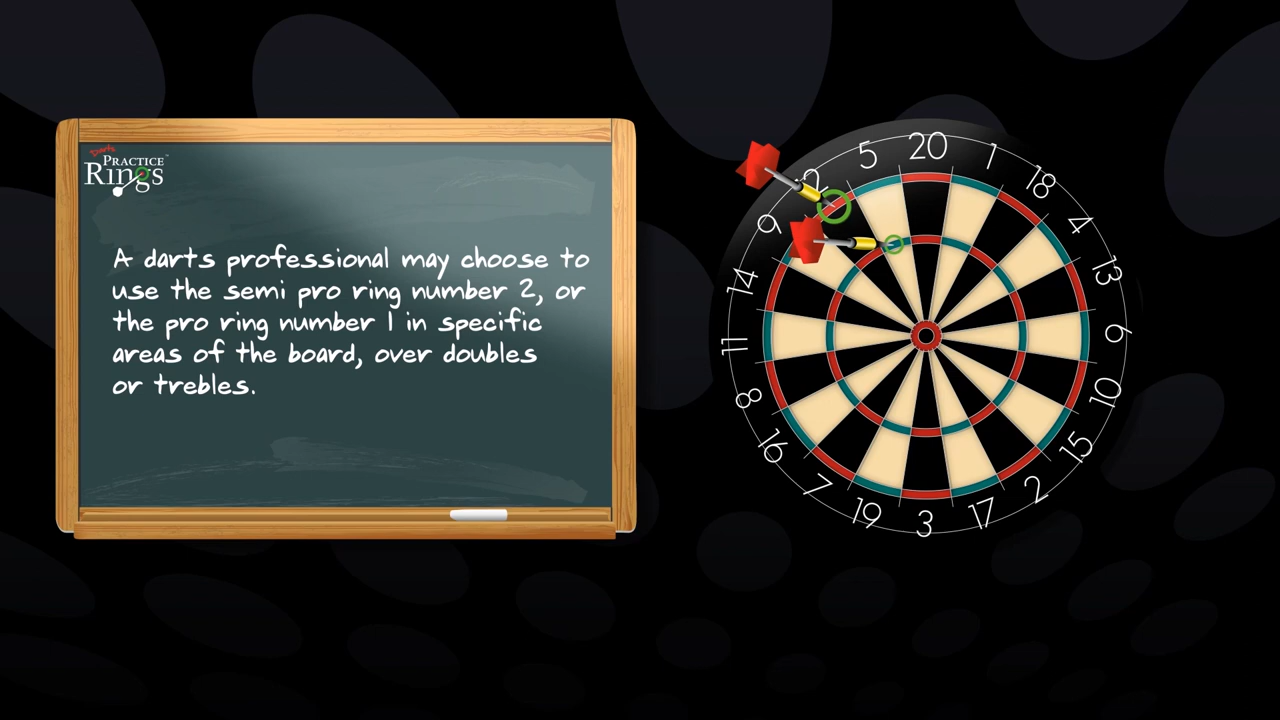 Darts
PRACTICE™
Rings
A darts professional may choose to
use the semi pro ring number 2, or
the pro ring number 1 in specific
areas of the board, over doubles
or trebles.
5 20 1 18 4 13 6 10 15 2 17 3 19 7 16 8 11 14 9